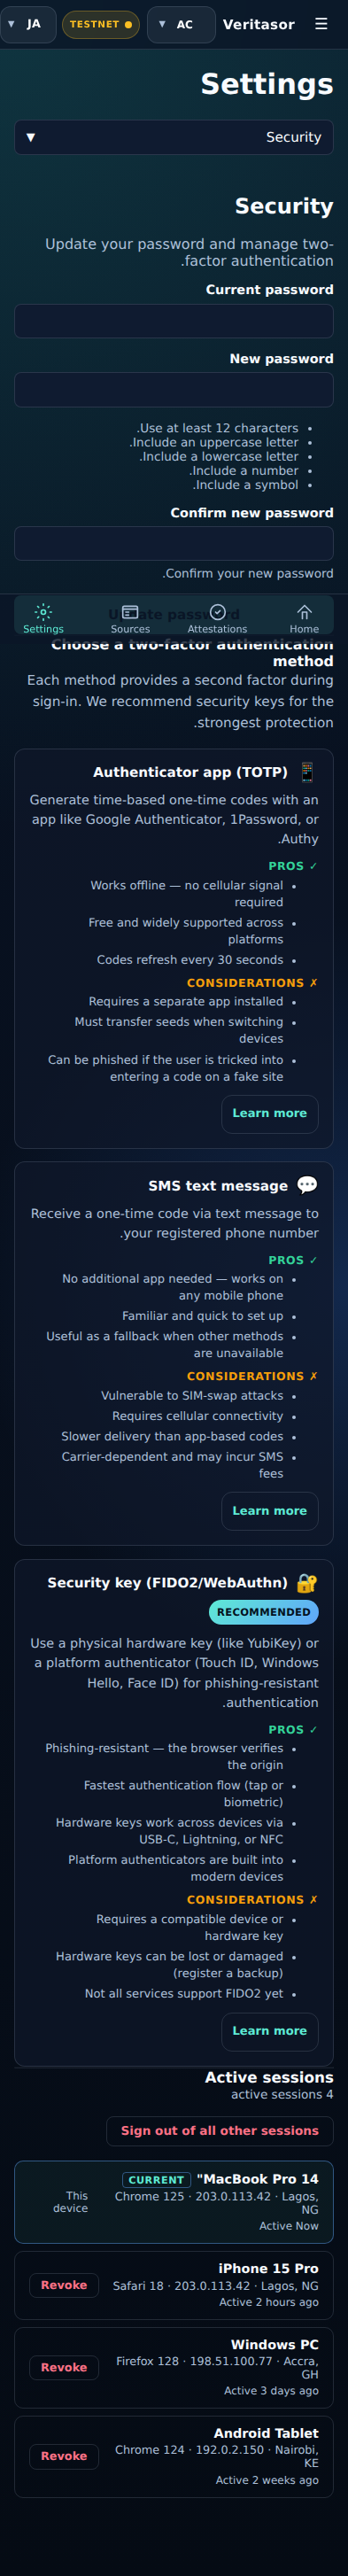 ☰ Veritasor AC ▼ TESTNET JA ▼
Settings
Security ▼
Security
Update your password and manage two-
factor authentication.
Current password
New password
• Use at least 12 characters.
• Include an uppercase letter.
• Include a lowercase letter.
• Include a number.
• Include a symbol.
Confirm new password
Confirm your new password.
Update password
Settings Sources Attestations Home
Choose a two-factor authentication
method
Each method provides a second factor during
sign-in. We recommend security keys for the
strongest protection.
Authenticator app (TOTP)
Generate time-based one-time codes with an
app like Google Authenticator, 1Password, or
Authy.
PROS ✓
• Works offline — no cellular signal
required
• Free and widely supported across
platforms
• Codes refresh every 30 seconds
CONSIDERATIONS ✗
• Requires a separate app installed
• Must transfer seeds when switching
devices
• Can be phished if the user is tricked into
entering a code on a fake site
Learn more
SMS text message
Receive a one-time code via text message to
your registered phone number.
PROS ✓
• No additional app needed — works on
any mobile phone
• Familiar and quick to set up
• Useful as a fallback when other methods
are unavailable
CONSIDERATIONS ✗
• Vulnerable to SIM-swap attacks
• Requires cellular connectivity
• Slower delivery than app-based codes
• Carrier-dependent and may incur SMS
fees
Learn more
Security key (FIDO2/WebAuthn)
RECOMMENDED
Use a physical hardware key (like YubiKey) or
a platform authenticator (Touch ID, Windows
Hello, Face ID) for phishing-resistant
authentication.
PROS ✓
• Phishing-resistant — the browser verifies
the origin
• Fastest authentication flow (tap or
biometric)
• Hardware keys work across devices via
USB-C, Lightning, or NFC
• Platform authenticators are built into
modern devices
CONSIDERATIONS ✗
• Requires a compatible device or
hardware key
• Hardware keys can be lost or damaged
(register a backup)
• Not all services support FIDO2 yet
Learn more
Active sessions
4 active sessions
Sign out of all other sessions
MacBook Pro 14" CURRENT
Chrome 125 · 203.0.113.42 · Lagos,
NG
Active Now
This
device
iPhone 15 Pro
Safari 18 · 203.0.113.42 · Lagos, NG
Active 2 hours ago
Revoke
Windows PC
Firefox 128 · 198.51.100.77 · Accra,
GH
Active 3 days ago
Revoke
Android Tablet
Chrome 124 · 192.0.2.150 · Nairobi,
KE
Active 2 weeks ago
Revoke